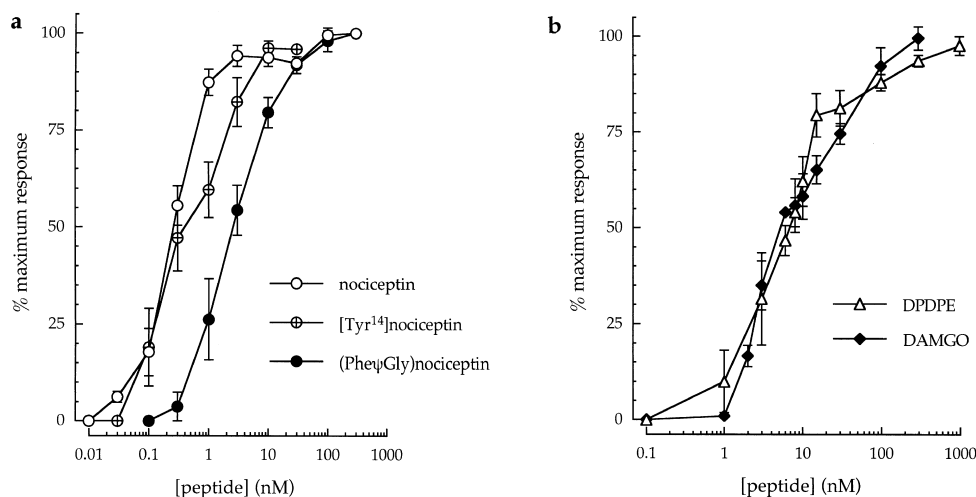 a
100
75
50
25
0
% maximum response
nociceptin
[Tyr14]nociceptin
(PheψGly)nociceptin
0.01 0.1 1 10 100 1000
[peptide] (nM)
b
100
75
50
25
0
% maximum response
DPDPE
DAMGO
0.1 1 10 100 1000
[peptide] (nM)